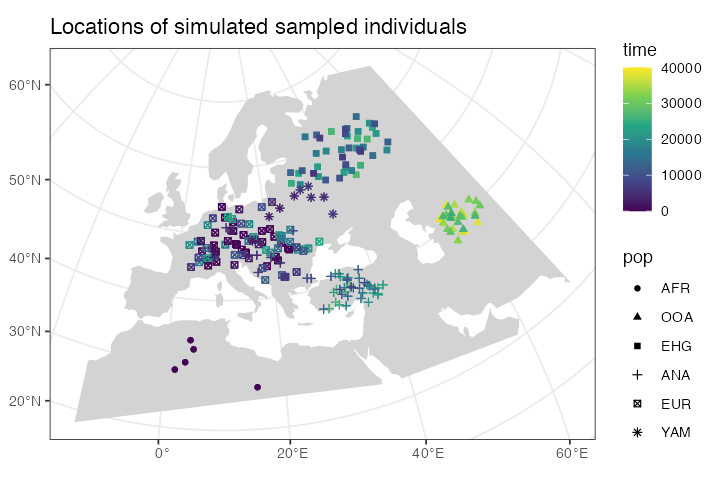 Locations of simulated sampled individuals
60°N
50°N
40°N
30°N
20°N
0°
20°E
40°E
60°E
time
40000
30000
20000
10000
0
pop
AFR
OOA
EHG
ANA
EUR
YAM